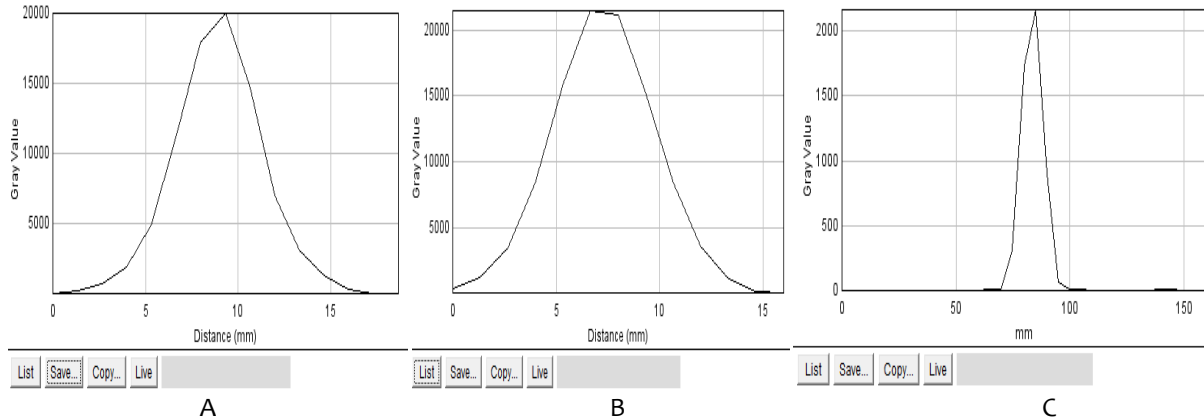 20000
15000
10000
5000
Gray Value
0
5
10
15
Distance (mm)
List
Save...
Copy...
Live
A
20000
15000
10000
5000
Gray Value
0
5
10
15
Distance (mm)
List
Save...
Copy...
Live
B
2000
1500
1000
500
0
Gray Value
0
50
100
150
mm
List
Save...
Copy...
Live
C